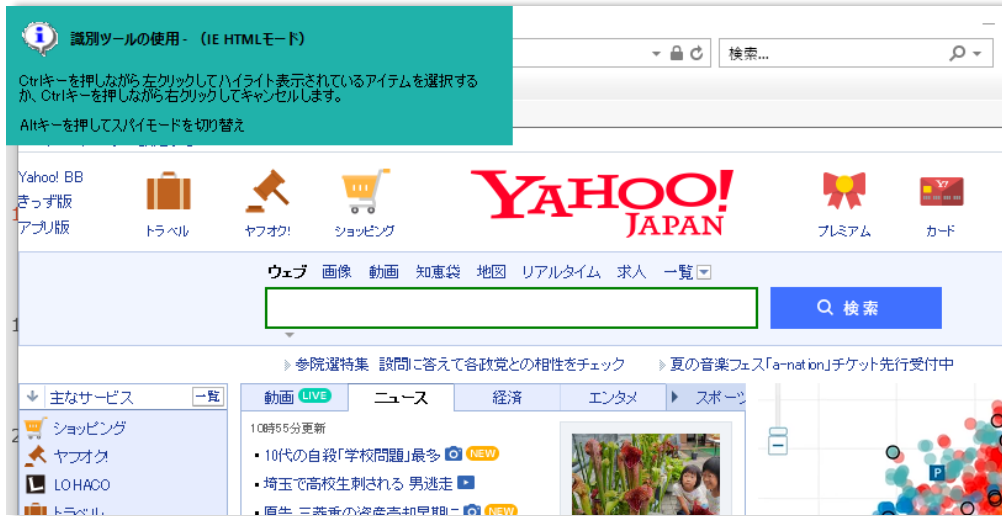 識別ツールの使用 - （IE HTMLモード）
Ctrlキーを押しながら左クリックしてハイライト表示されているアイテムを選択する
か、Ctrlキーを押しながら右クリックしてキャンセルします。
Altキーを押してスパイモードを切り替え
検索...
Yahoo! BB
きっず版
アプリ版
トラベル
ヤフオク!
ショッピング
YAHOO!
JAPAN
プレミアム
Y!
カード
ウェブ 画像 動画 知恵袋 地図 リアルタイム 求人 一覧
検索
参院選特集 設問に答えて各政党との相性をチェック
夏の音楽フェス「a-nation」チケット先行受付中
主なサービス 一覧
動画 LIVE ニュース 経済 エンタメ スポーツ
ショッピング
ヤフオク!
L LOHACO
トラベル
10時55分更新
10代の自殺「学校問題」最多 NEW
埼玉で高校生刺される 男逃走
原告 三菱重の資産売却早期に NEW
P